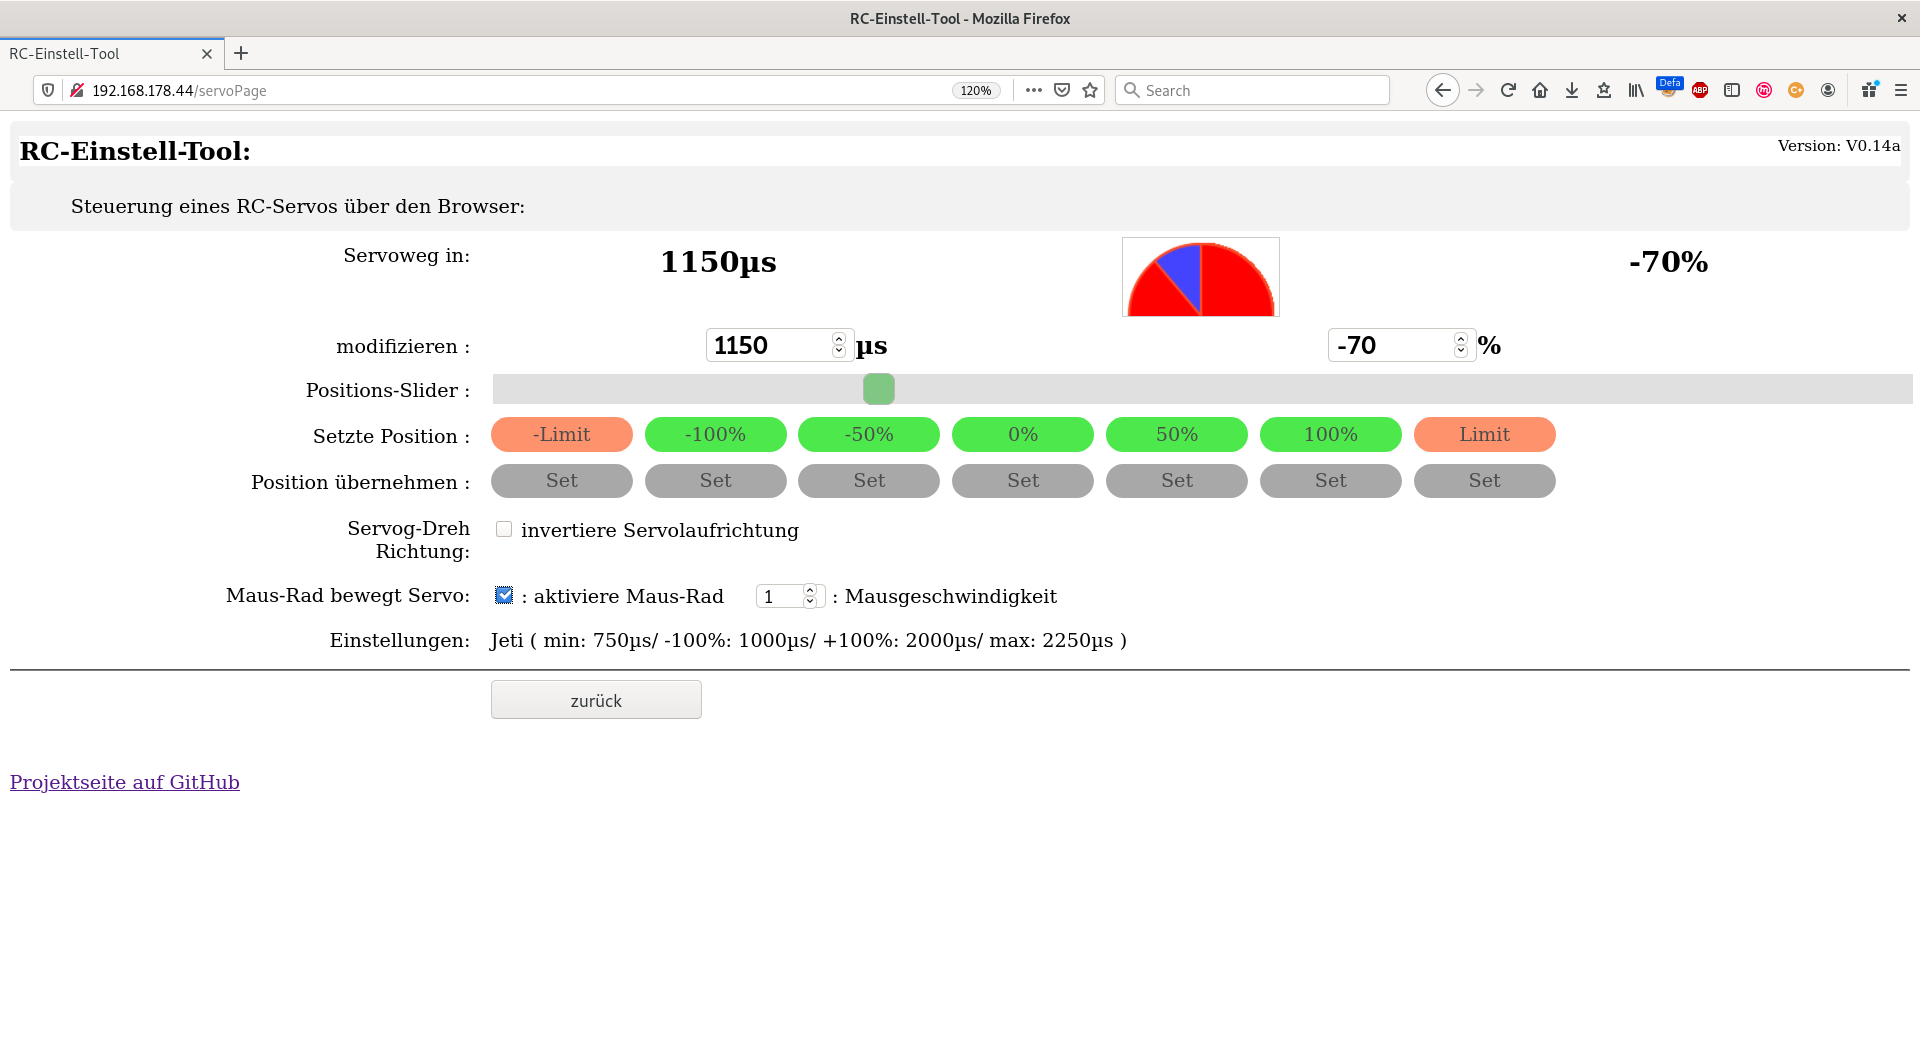 RC-Einstell-Tool - Mozilla Firefox
RC-Einstell-Tool
192.168.178.44/servoPage 120% Search Defa ABP C+
RC-Einstell-Tool: Version: V0.14a
Steuerung eines RC-Servos über den Browser:
Servoweg in: 1150µs -70%
modifizieren : 1150 µs -70 %
Positions-Slider :
Setzte Position : -Limit -100% -50% 0% 50% 100% Limit
Position übernehmen : Set Set Set Set Set Set Set
Servog-Dreh
Richtung: invertiere Servolaufrichtung
Maus-Rad bewegt Servo: : aktiviere Maus-Rad 1 : Mausgeschwindigkeit
Einstellungen: Jeti ( min: 750µs/ -100%: 1000µs/ +100%: 2000µs/ max: 2250µs )
zurück
Projektseite auf GitHub